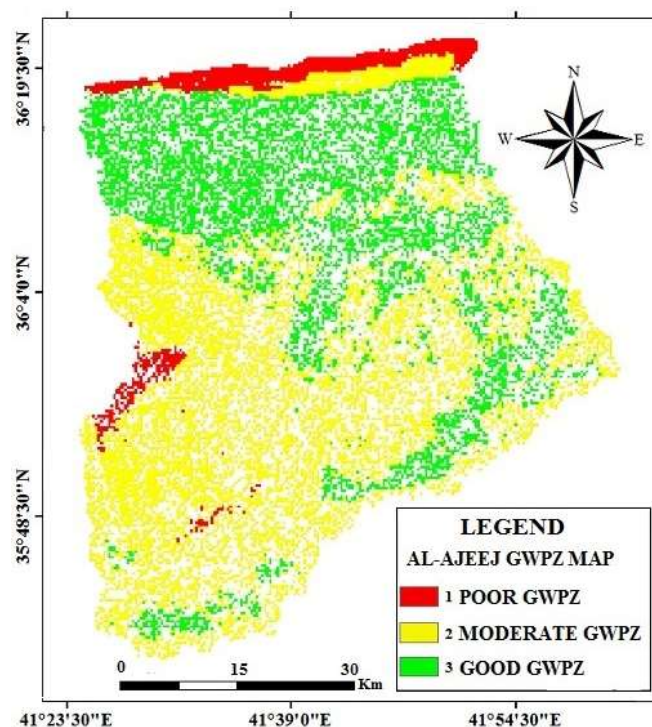 36°19'30"N
36°4'0"N
35°48'30"N
N
W E
S
LEGEND
AL-AJEEJ GWPZ MAP
1 POOR GWPZ
2 MODERATE GWPZ
3 GOOD GWPZ
0 15 30
Km
41°23'30"E 41°39'0"E 41°54'30"E